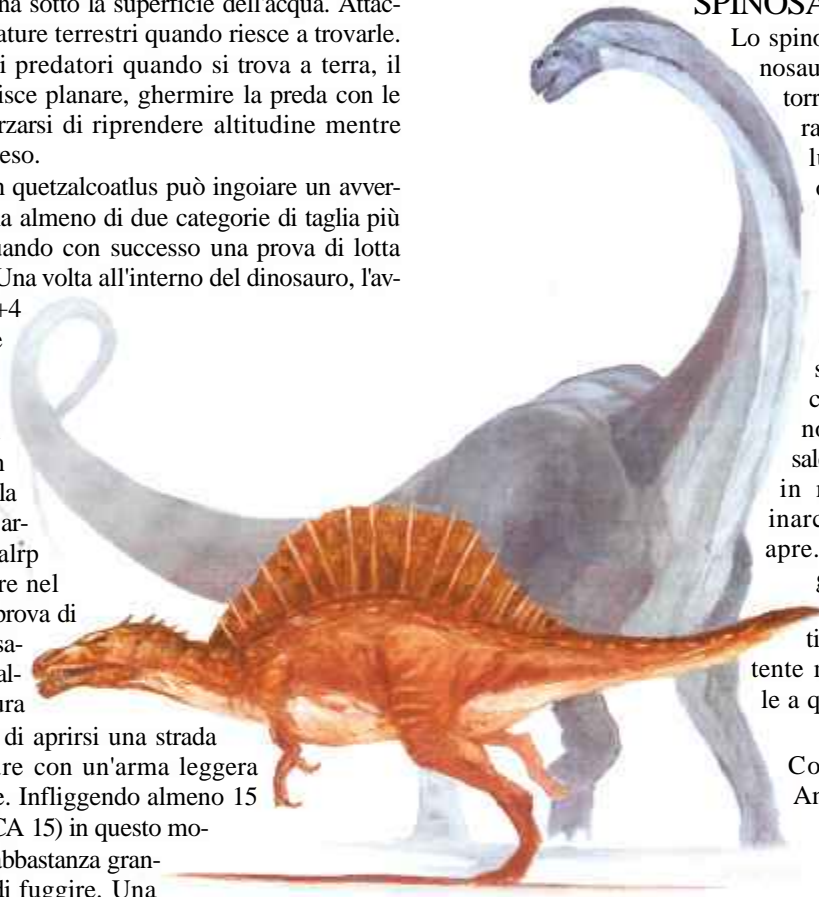 na sotto la superficie dell'acqua. Attac-
ature terrestri quando riesce a trovarle.
i predatori quando si trova a terra, il
isce planare, ghermire la preda con le
rzarsi di riprendere altitudine mentre
eso.
n quetzalcoatlus può ingoiare un avver-
a almeno di due categorie di taglia più
uando con successo una prova di lotta
Una volta all'interno del dinosauro, l'av-
+4
e
n
la
ar-
alrp
re nel
prova di
sa-
al-
ura
di aprirsi una strada
re con un'arma leggera
e. Infliggendo almeno 15
CA 15) in questo mo-
abbastanza gran-
di fuggire. Una
SPINOSA
Lo spino
nosau
torr
ra
lu
s
c
no
sal
in
inarc
apre.
g
ti
tente
le a q
Co
An